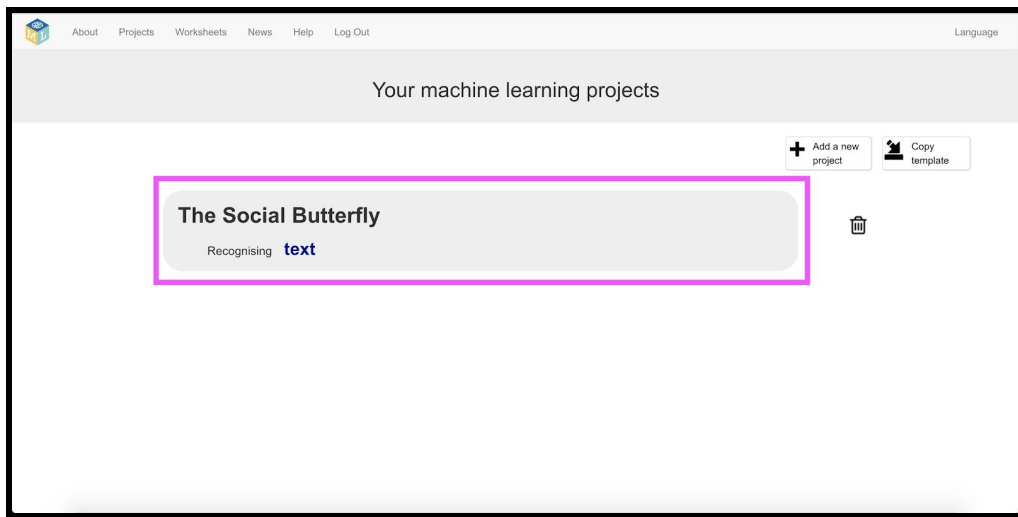 About Projects Worksheets News Help Log Out Language
Your machine learning projects
Add a new
project
Copy
template
The Social Butterfly
Recognising text